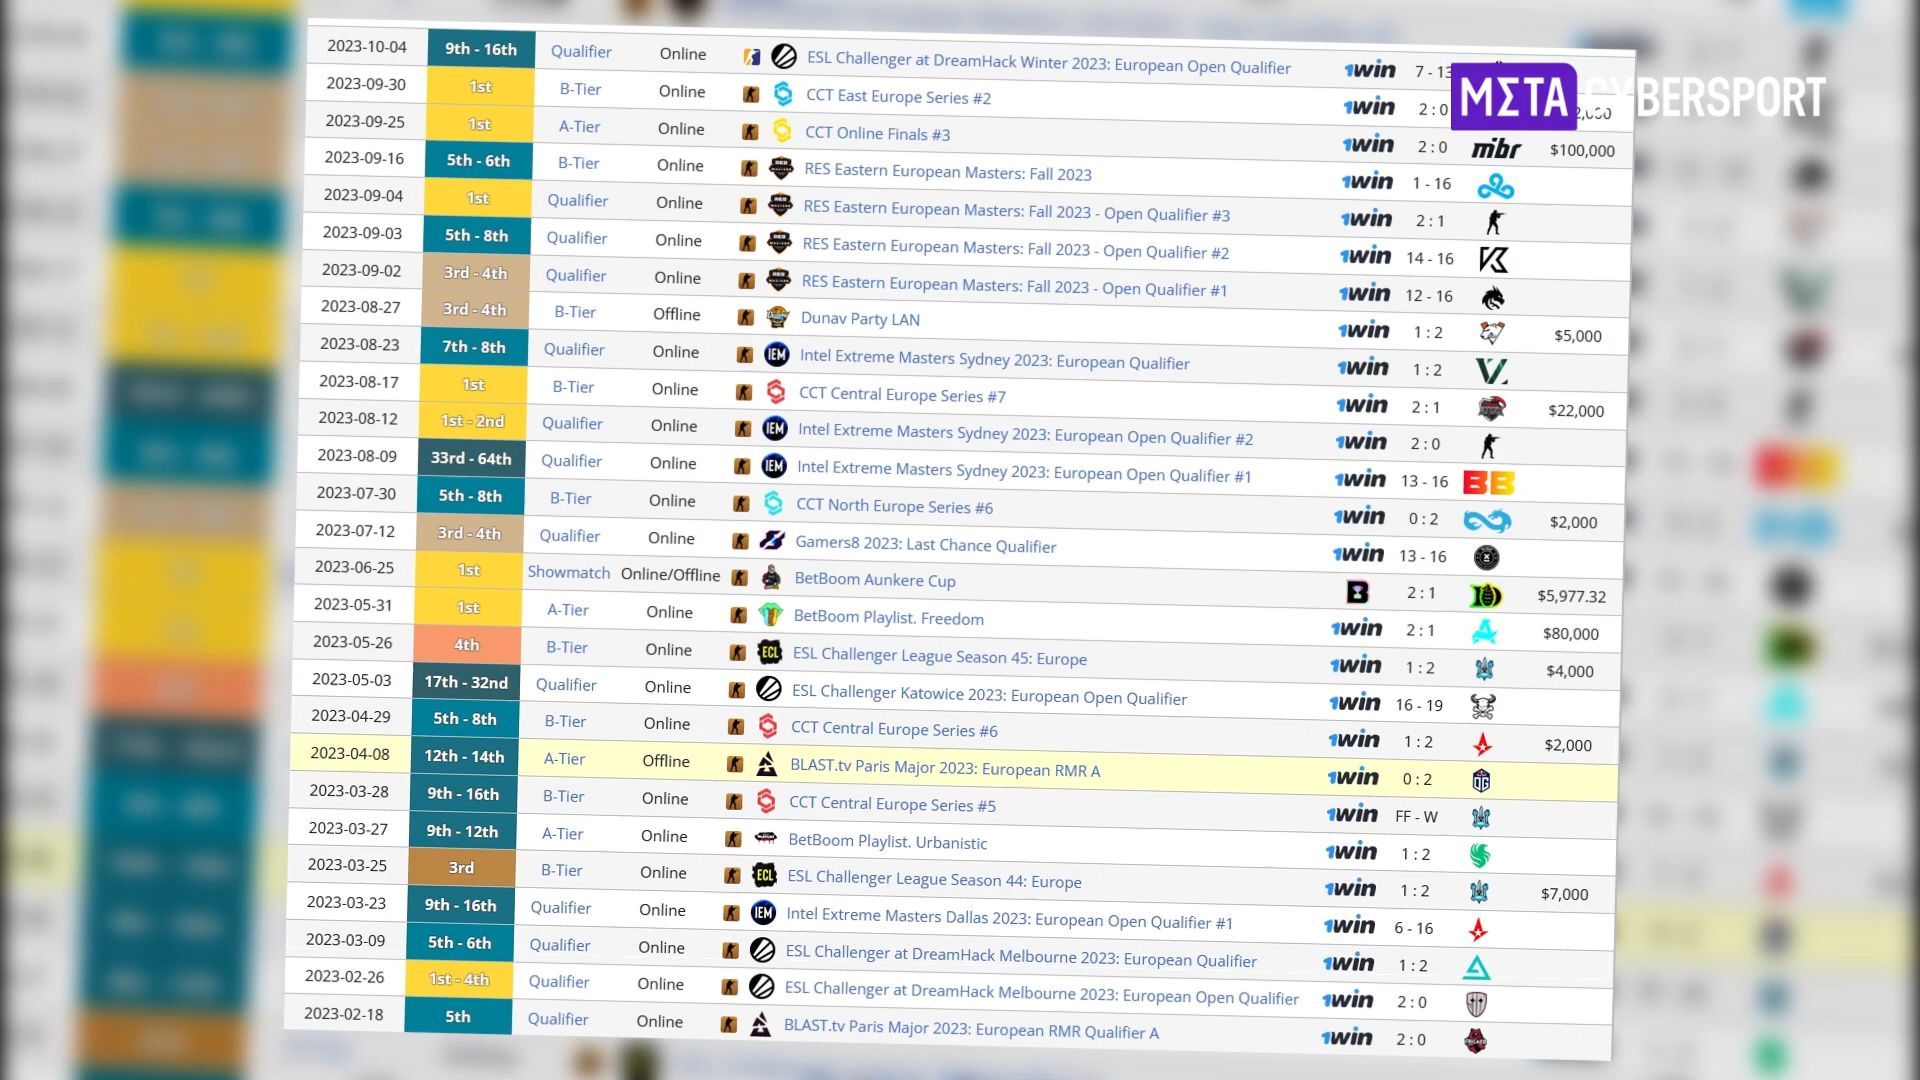 2023-10-04 9th - 16th Qualifier Online ESL Challenger at DreamHack Winter 2023: European Open Qualifier 1win 7 - 13
2023-09-30 1st B-Tier Online CCT East Europe Series #2 1win 2 : 0
META CYBERSPORT
2023-09-25 1st A-Tier Online CCT Online Finals #3 1win 2 : 0 mibr $100,000
2023-09-16 5th - 6th B-Tier Online RES Eastern European Masters: Fall 2023 1win 1 - 16
2023-09-04 1st Qualifier Online RES Eastern European Masters: Fall 2023 - Open Qualifier #3 1win 2 : 1
2023-09-03 5th - 8th Qualifier Online RES Eastern European Masters: Fall 2023 - Open Qualifier #2 1win 14 - 16
2023-09-02 3rd - 4th Qualifier Online RES Eastern European Masters: Fall 2023 - Open Qualifier #1 1win 12 - 16
2023-08-27 3rd - 4th B-Tier Offline Dunav Party LAN 1win 1 : 2 $5,000
2023-08-23 7th - 8th Qualifier Online IEM Intel Extreme Masters Sydney 2023: European Qualifier 1win 1 : 2
2023-08-17 1st B-Tier Online CCT Central Europe Series #7 1win 2 : 1 $22,000
2023-08-12 1st - 2nd Qualifier Online IEM Intel Extreme Masters Sydney 2023: European Open Qualifier #2 1win 2 : 0
2023-08-09 33rd - 64th Qualifier Online IEM Intel Extreme Masters Sydney 2023: European Open Qualifier #1 1win 13 - 16 BB
2023-07-30 5th - 8th B-Tier Online CCT North Europe Series #6 1win 0 : 2 $2,000
2023-07-12 3rd - 4th Qualifier Online Gamers8 2023: Last Chance Qualifier 1win 13 - 16
2023-06-25 1st Showmatch Online/Offline BetBoom Aunkere Cup B 2 : 1 $5,977.32
2023-05-31 1st A-Tier Online BetBoom Playlist. Freedom 1win 2 : 1 $80,000
2023-05-26 4th B-Tier Online ECL ESL Challenger League Season 45: Europe 1win 1 : 2 $4,000
2023-05-03 17th - 32nd Qualifier Online ESL Challenger Katowice 2023: European Open Qualifier 1win 16 - 19
2023-04-29 5th - 8th B-Tier Online CCT Central Europe Series #6 1win 1 : 2 $2,000
2023-04-08 12th - 14th A-Tier Offline BLAST.tv Paris Major 2023: European RMR A 1win 0 : 2 OG
2023-03-28 9th - 16th B-Tier Online CCT Central Europe Series #5 1win FF - W
2023-03-27 9th - 12th A-Tier Online BetBoom Playlist. Urbanistic 1win 1 : 2
2023-03-25 3rd B-Tier Online ECL ESL Challenger League Season 44: Europe 1win 1 : 2 $7,000
2023-03-23 9th - 16th Qualifier Online IEM Intel Extreme Masters Dallas 2023: European Open Qualifier #1 1win 6 - 16
2023-03-09 5th - 6th Qualifier Online ESL Challenger at DreamHack Melbourne 2023: European Qualifier 1win 1 : 2
2023-02-26 1st - 4th Qualifier Online ESL Challenger at DreamHack Melbourne 2023: European Open Qualifier 1win 2 : 0
2023-02-18 5th Qualifier Online BLAST.tv Paris Major 2023: European RMR Qualifier A 1win 2 : 0